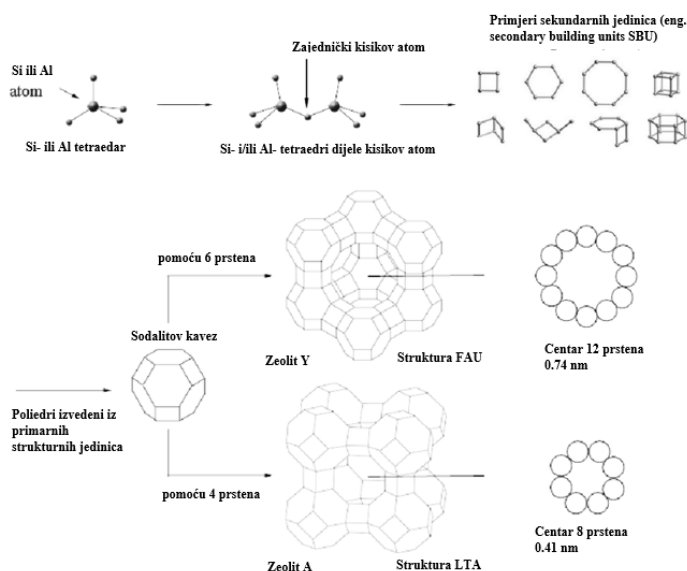 Primjeri sekundarnih jedinica (eng.
secondary building units SBU)
Zajednički kisikov atom
Si ili Al
atom
Si- ili Al tetraedar
Si- i/ili Al- tetraedri dijele kisikov atom
pomoću 6 prstena
Sodalitov kavez
Zeolit Y
Struktura FAU
Centar 12 prstena
0.74 nm
Poliedri izvedeni iz
primarnih
strukturnih jedinica
pomoću 4 prstena
Zeolit A
Struktura LTA
Centar 8 prstena
0.41 nm